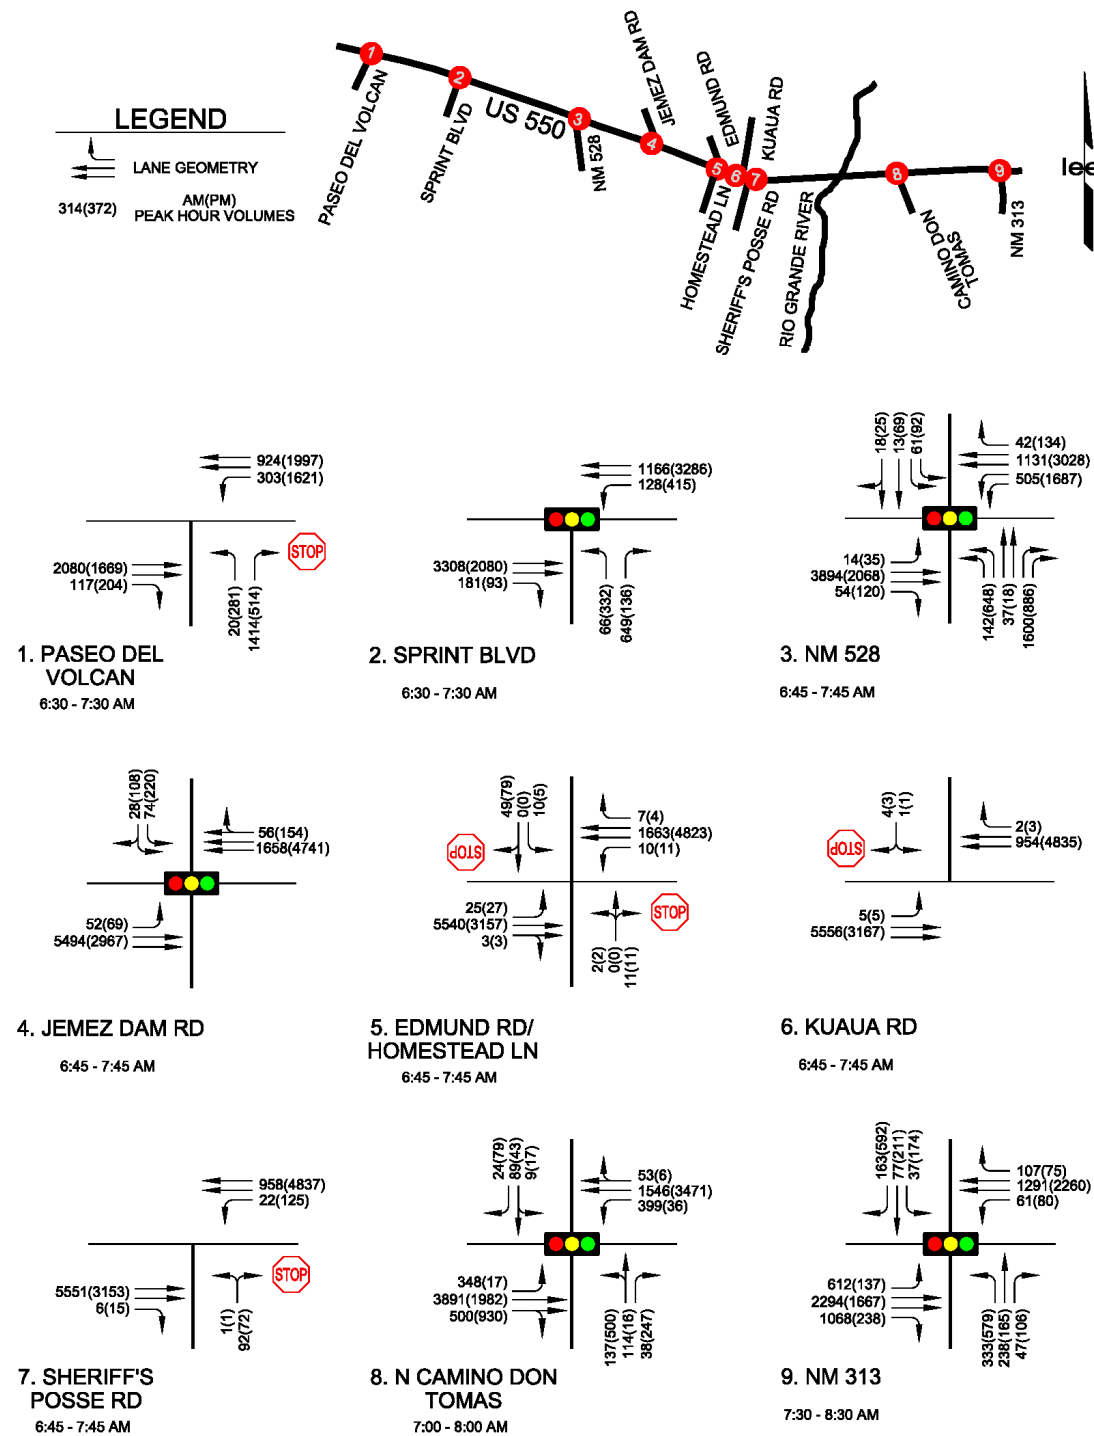 LEGEND
LANE GEOMETRY
314(372)
AM(PM)
PEAK HOUR VOLUMES
1
2
3
4
5
6
7
8
9
US 550
PASEO DEL VOLCAN
SPRINT BLVD
NM 528
JEMEZ DAM RD
EDMUND RD
KUAUA RD
HOMESTEAD LN
SHERIFF'S POSSE RD
RIO GRANDE RIVER
CAMINO DON
TOMAS
NM 313
lee
924(1997)
303(1621)
2080(1669)
117(204)
20(281)
1414(514)
STOP
1. PASEO DEL
VOLCAN
6:30 - 7:30 AM
1166(3286)
128(415)
3308(2080)
181(93)
66(332)
649(136)
2. SPRINT BLVD
6:30 - 7:30 AM
18(25)
13(69)
61(92)
42(134)
1131(3028)
505(1687)
14(35)
3894(2068)
54(120)
142(648)
37(18)
1600(886)
3. NM 528
6:45 - 7:45 AM
28(108)
74(220)
56(154)
1658(4741)
52(69)
5494(2967)
4. JEMEZ DAM RD
6:45 - 7:45 AM
49(79)
0(0)
10(5)
STOP
7(4)
1663(4823)
10(11)
25(27)
5540(3157)
3(3)
2(2)
0(0)
11(11)
STOP
5. EDMUND RD/
HOMESTEAD LN
6:45 - 7:45 AM
4(3)
1(1)
STOP
2(3)
954(4835)
5(5)
5556(3167)
6. KUAUA RD
6:45 - 7:45 AM
958(4837)
22(125)
5551(3153)
6(15)
1(1)
92(72)
STOP
7. SHERIFF'S
POSSE RD
6:45 - 7:45 AM
24(79)
89(43)
9(17)
53(6)
1546(3471)
399(36)
348(17)
3891(1982)
500(930)
137(500)
114(16)
38(247)
8. N CAMINO DON
TOMAS
7:00 - 8:00 AM
163(592)
77(211)
37(174)
107(75)
1291(2260)
61(80)
612(137)
2294(1667)
1068(238)
333(579)
238(165)
47(106)
9. NM 313
7:30 - 8:30 AM